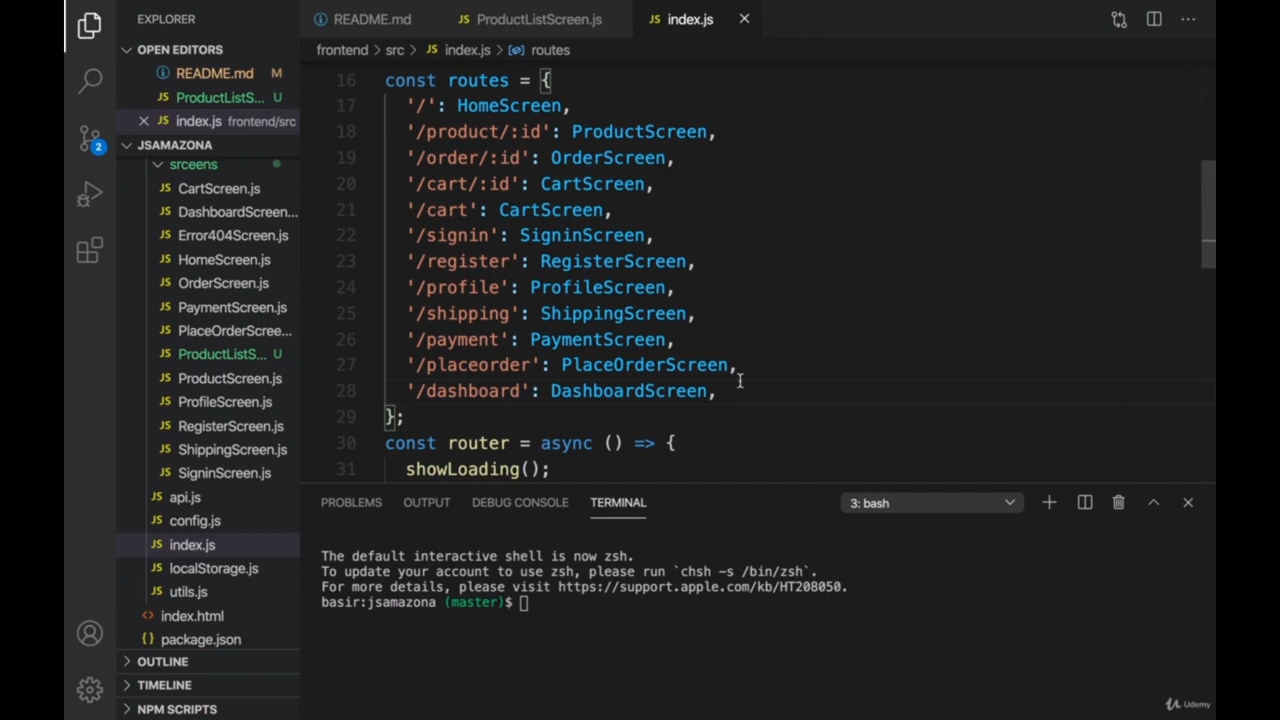 EXPLORER
README.md
ProductListScreen.js
index.js
OPEN EDITORS
README.md M
ProductListS... U
index.js frontend/src
JSAMAZONA
srceens
CartScreen.js
DashboardScreen...
Error404Screen.js
HomeScreen.js
OrderScreen.js
PaymentScreen.js
PlaceOrderScree...
ProductListS... U
ProductScreen.js
ProfileScreen.js
RegisterScreen.js
ShippingScreen.js
SigninScreen.js
api.js
config.js
index.js
localStorage.js
utils.js
index.html
package.json
OUTLINE
TIMELINE
NPM SCRIPTS
2
frontend > src > JS index.js > routes
16 const routes = {
17 '/': HomeScreen,
18 '/product/:id': ProductScreen,
19 '/order/:id': OrderScreen,
20 '/cart/:id': CartScreen,
21 '/cart': CartScreen,
22 '/signin': SigninScreen,
23 '/register': RegisterScreen,
24 '/profile': ProfileScreen,
25 '/shipping': ShippingScreen,
26 '/payment': PaymentScreen,
27 '/placeorder': PlaceOrderScreen,
28 '/dashboard': DashboardScreen,
29 };
30 const router = async () => {
31 showLoading();
PROBLEMS OUTPUT DEBUG CONSOLE TERMINAL 3: bash
The default interactive shell is now zsh.
To update your account to use zsh, please run `chsh -s /bin/zsh`.
For more details, please visit https://support.apple.com/kb/HT208050.
basir:jsamazona (master)$
Udemy